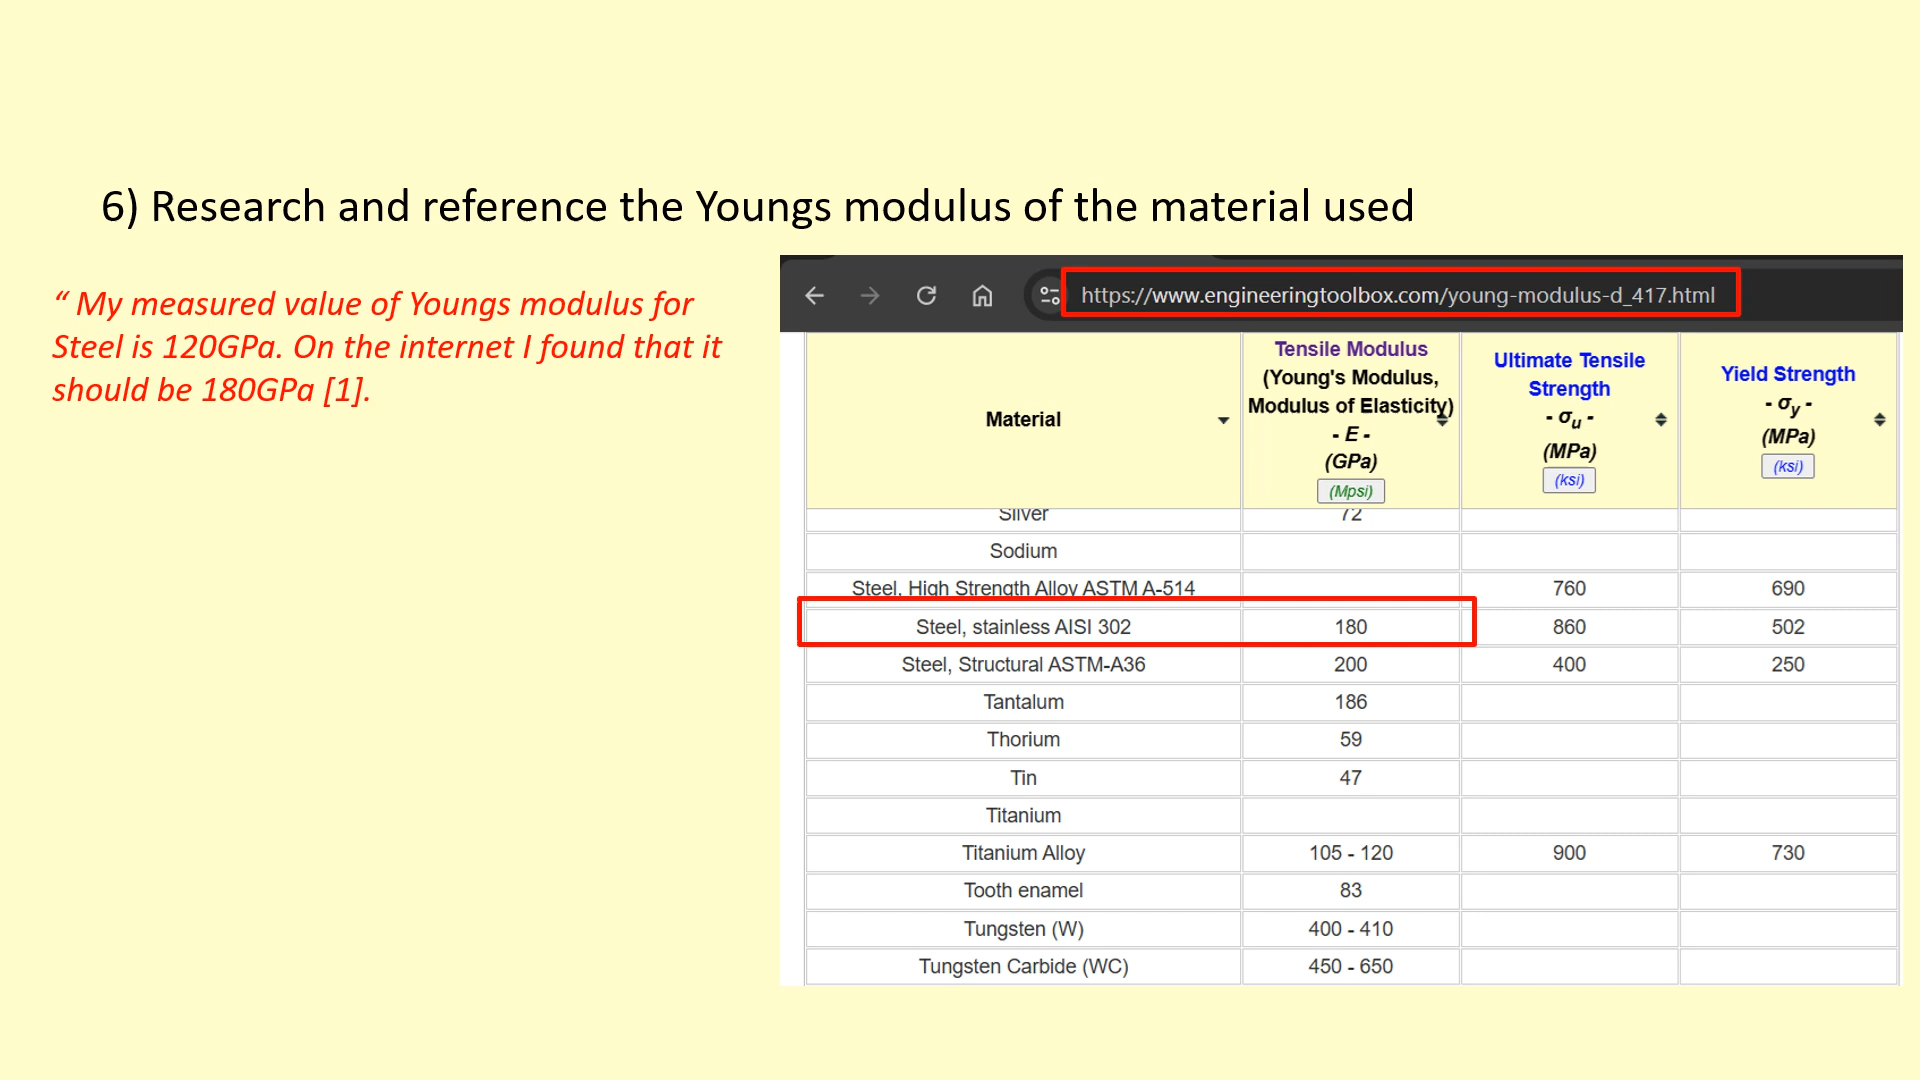 6) Research and reference the Youngs modulus of the material used
“ My measured value of Youngs modulus for
Steel is 120GPa. On the internet I found that it
should be 180GPa [1].
https://www.engineeringtoolbox.com/young-modulus-d_417.html
Material
Tensile Modulus
(Young's Modulus,
Modulus of Elasticity)
- E -
(GPa)
(Mpsi)
Ultimate Tensile
Strength
- σu -
(MPa)
(ksi)
Yield Strength
- σy -
(MPa)
(ksi)
Silver 72
Sodium
Steel, High Strength Alloy ASTM A-514 760 690
Steel, stainless AISI 302 180 860 502
Steel, Structural ASTM-A36 200 400 250
Tantalum 186
Thorium 59
Tin 47
Titanium
Titanium Alloy 105 - 120 900 730
Tooth enamel 83
Tungsten (W) 400 - 410
Tungsten Carbide (WC) 450 - 650